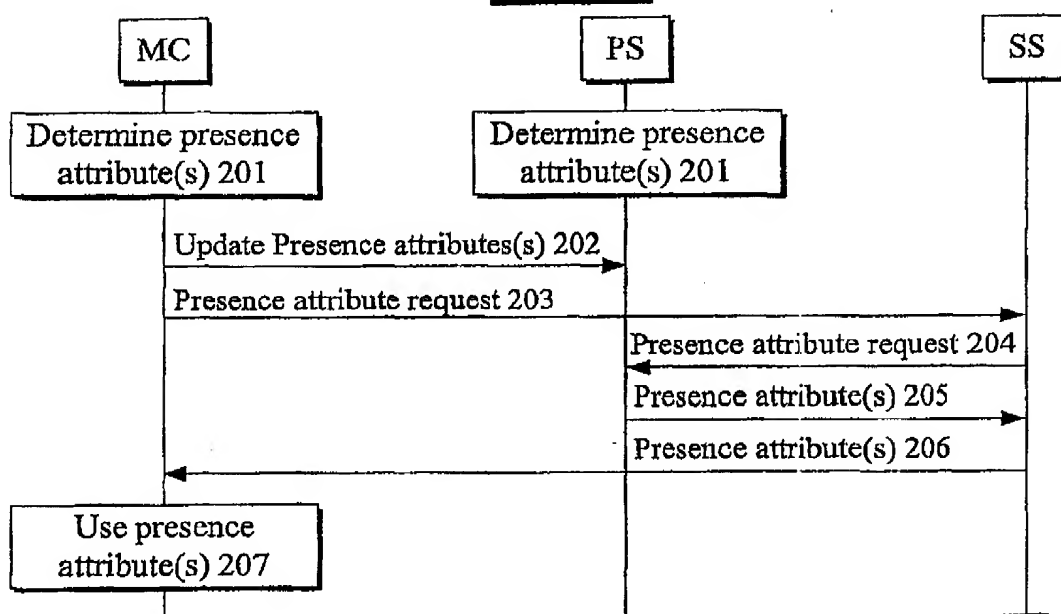 MC
PS
SS
Determine presence
attribute(s) 201
Determine presence
attribute(s) 201
Update Presence attributes(s) 202
Presence attribute request 203
Presence attribute request 204
Presence attribute(s) 205
Presence attribute(s) 206
Use presence
attribute(s) 207